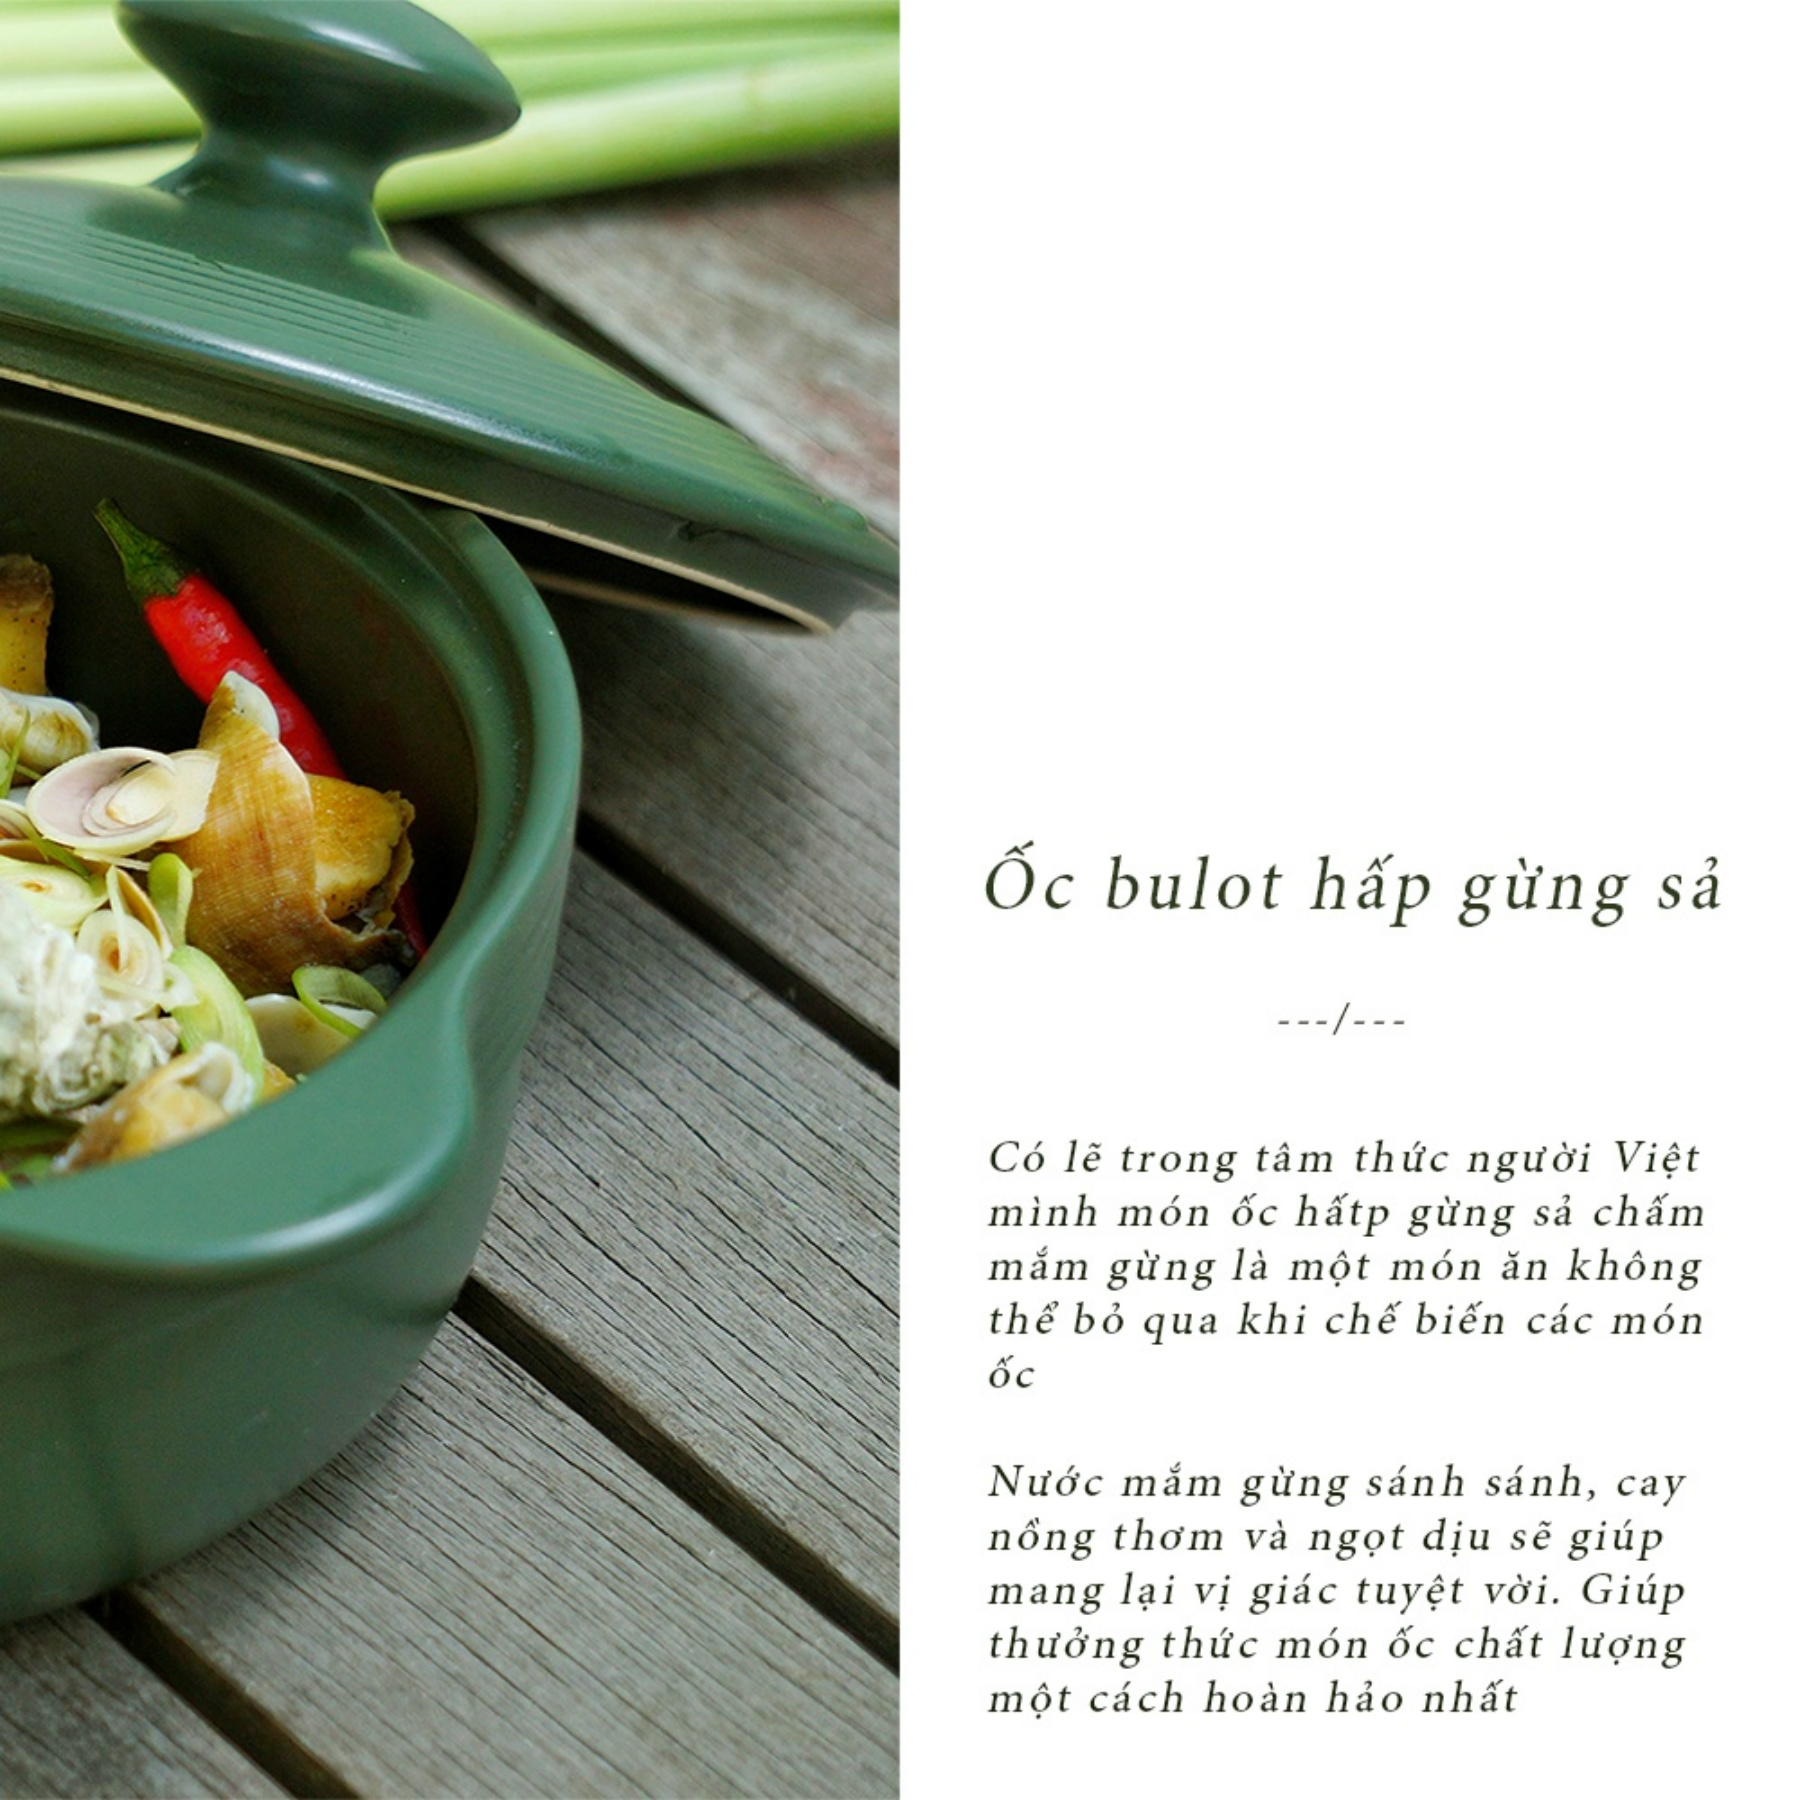 Ốc bulot hấp gừng sả
---/---
Có lẽ trong tâm thức người Việt
mình món ốc hấtp gừng sả chấm
mắm gừng là một món ăn không
thể bỏ qua khi chế biến các món
ốc
Nước mắm gừng sánh sánh, cay
nồng thơm và ngọt dịu sẽ giúp
mang lại vị giác tuyệt vời. Giúp
thưởng thức món ốc chất lượng
một cách hoàn hảo nhất